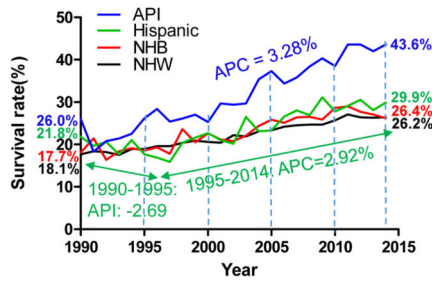 50
40
30
20
10
0
Survival rate(%)
API
Hispanic
NHB
NHW
APC = 3.28%
43.6%
29.9%
26.4%
26.2%
26.0%
21.8%
17.7%
18.1%
1990-1995:
API: -2.69
1995-2014: APC=2.92%
1990
1995
2000
2005
2010
2015
Year